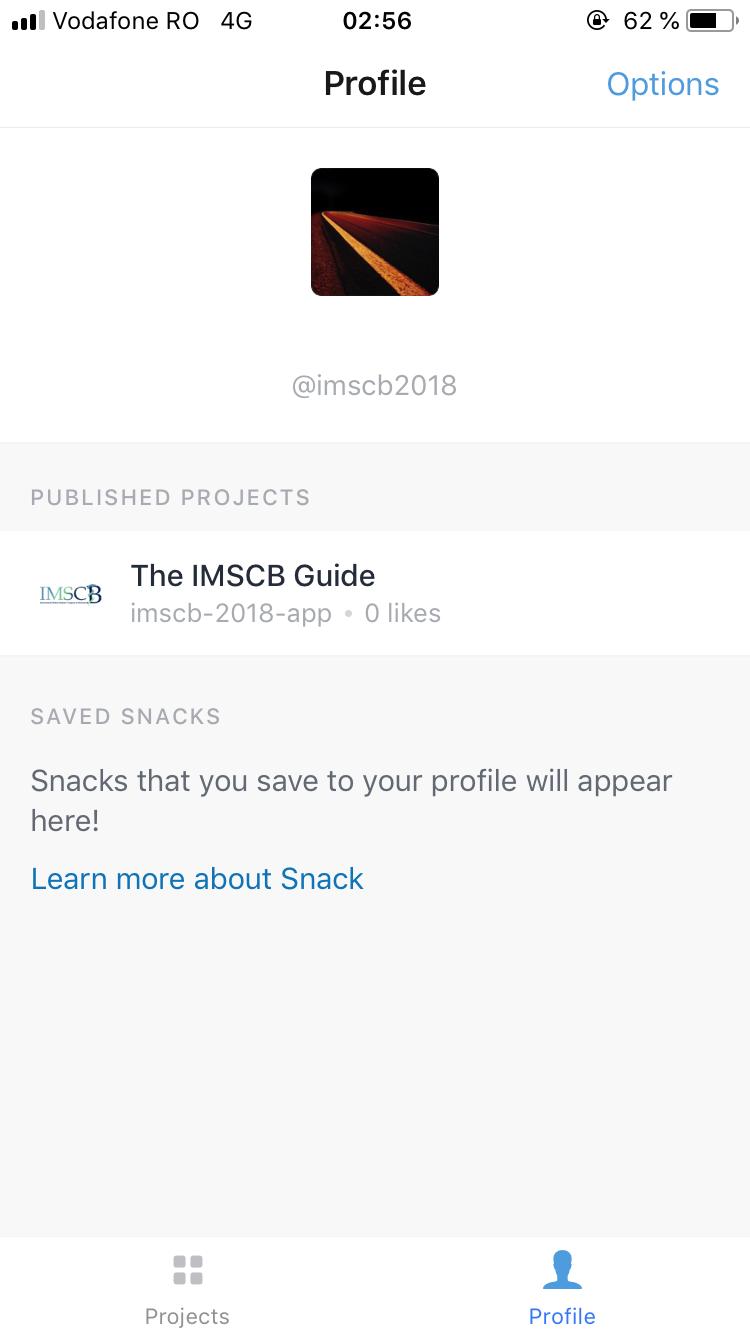 Vodafone RO 4G 02:56 62 %
Profile Options
@imscb2018
PUBLISHED PROJECTS
IMSCB
The IMSCB Guide
imscb-2018-app • 0 likes
SAVED SNACKS
Snacks that you save to your profile will appear
here!
Learn more about Snack
Projects Profile